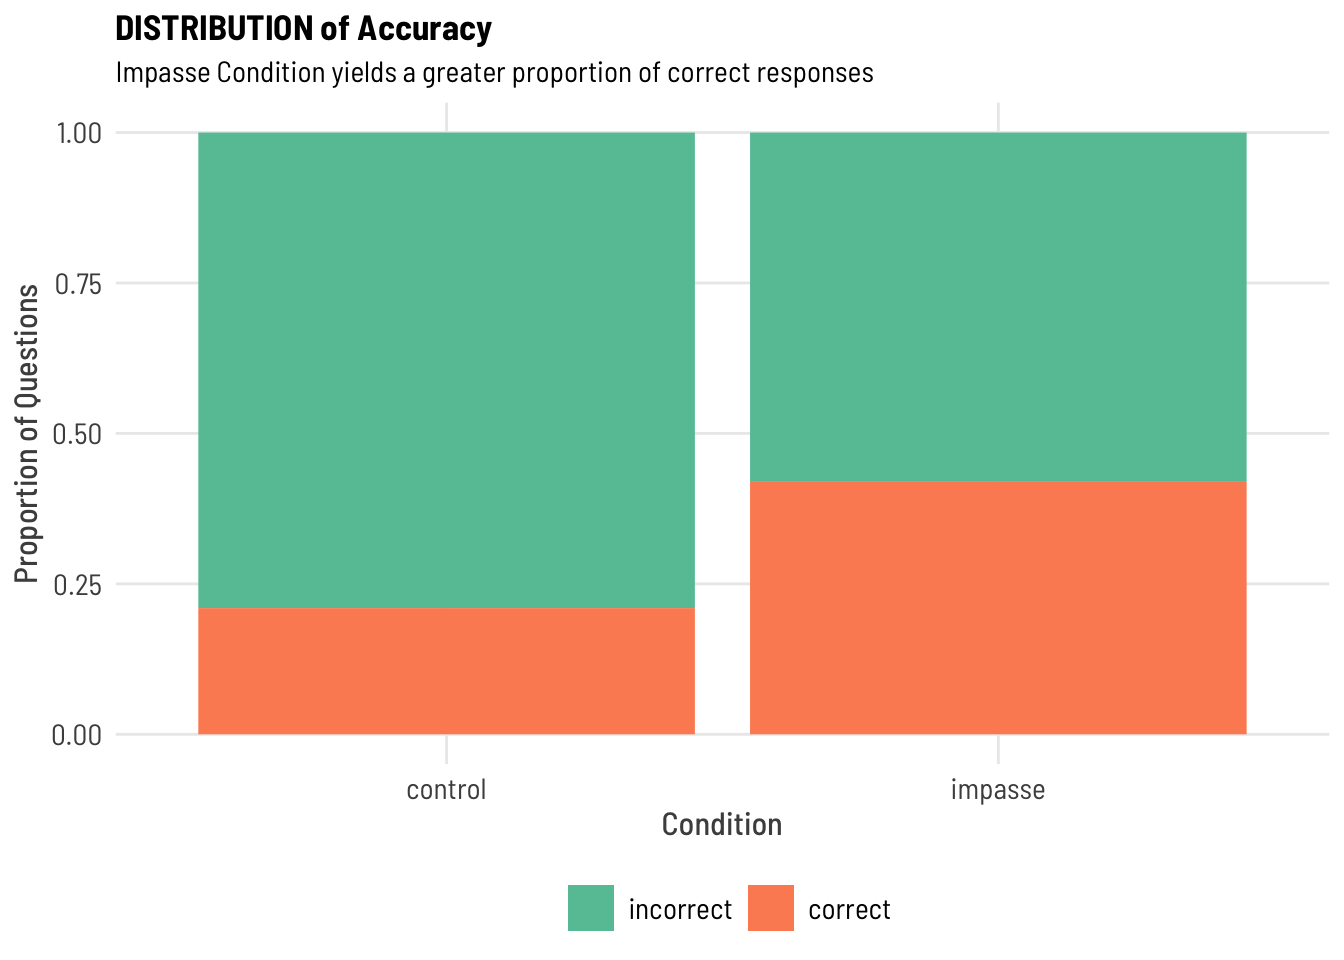 DISTRIBUTION of Accuracy
Impasse Condition yields a greater proportion of correct responses
Proportion of Questions
1.00
0.75
0.50
0.25
0.00
control
impasse
Condition
incorrect
correct